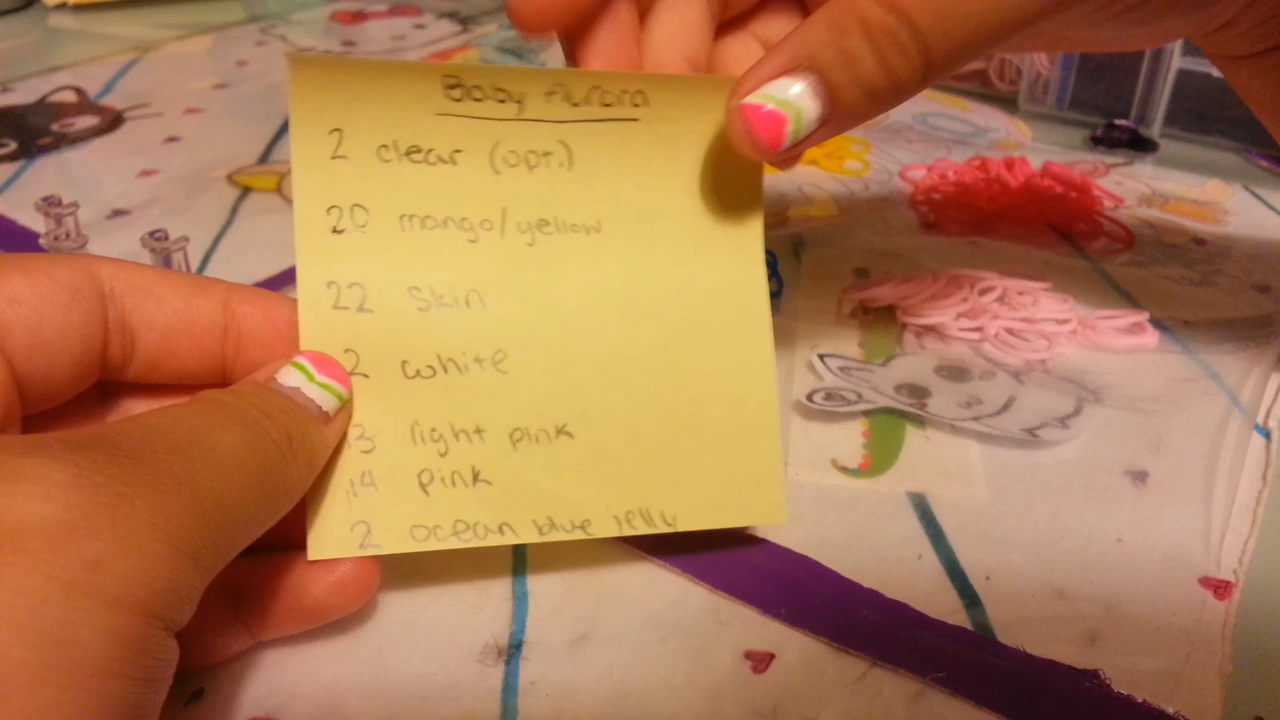 Baby Aurora
2 clear (opt.)
20 mango/yellow
22 skin
2 white
3 light pink
14 pink
2 ocean blue jelly